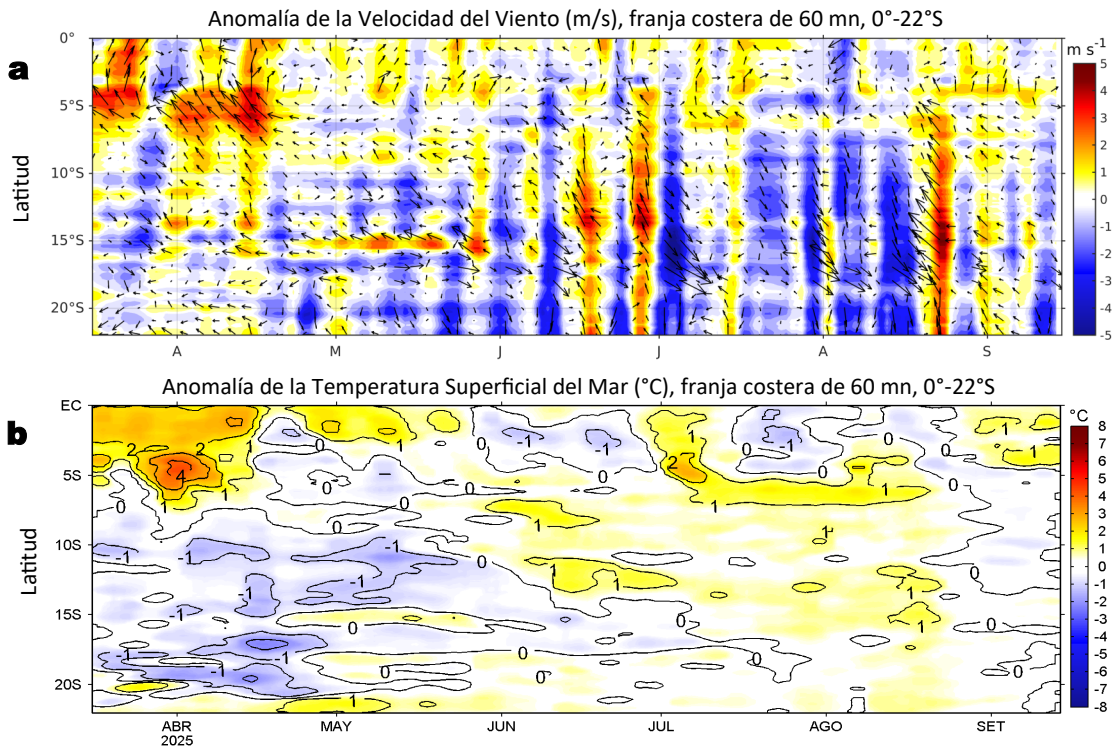 Anomalía de la Velocidad del Viento (m/s), franja costera de 60 mn, 0°-22°S
a
m s-1
Latitud
0°
5°S
10°S
15°S
20°S
A M J J A S
5
4
3
2
1
0
-1
-2
-3
-4
-5
Anomalía de la Temperatura Superficial del Mar (°C), franja costera de 60 mn, 0°-22°S
b
°C
Latitud
EC
5S
10S
15S
20S
ABR MAY JUN JUL AGO SET
2025
8
7
6
5
4
3
2
1
0
-1
-2
-3
-4
-5
-6
-7
-8